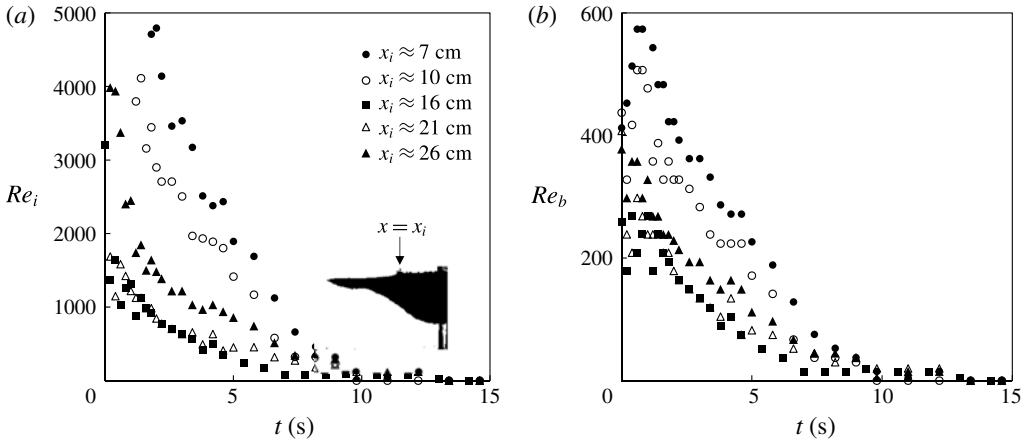 (a)
5000
4000
3000
2000
1000
0
Re_i
x_i ≈ 7 cm
x_i ≈ 10 cm
x_i ≈ 16 cm
x_i ≈ 21 cm
x_i ≈ 26 cm
x = x_i
5
10
15
t (s)
(b)
600
400
200
0
Re_b
5
10
15
t (s)